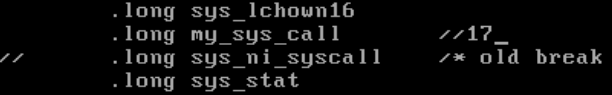 .long sys_lchown16
.long my_sys_call //17_
// .long sys_ni_syscall /* old break
.long sys_stat